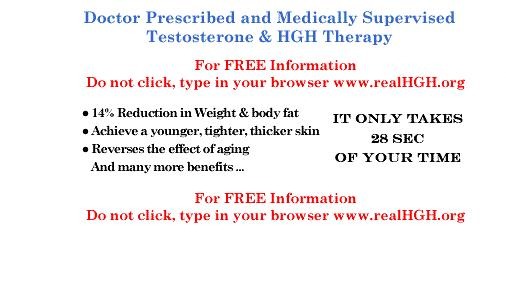 Doctor Prescribed and Medically Supervised
Testosterone & HGH Therapy
For FREE Information
Do not click, type in your browser www.realHGH.org
● 14% Reduction in Weight & body fat
● Achieve a younger, tighter, thicker skin
● Reverses the effect of aging
And many more benefits ...
IT ONLY TAKES
28 SEC
OF YOUR TIME
For FREE Information
Do not click, type in your browser www.realHGH.org